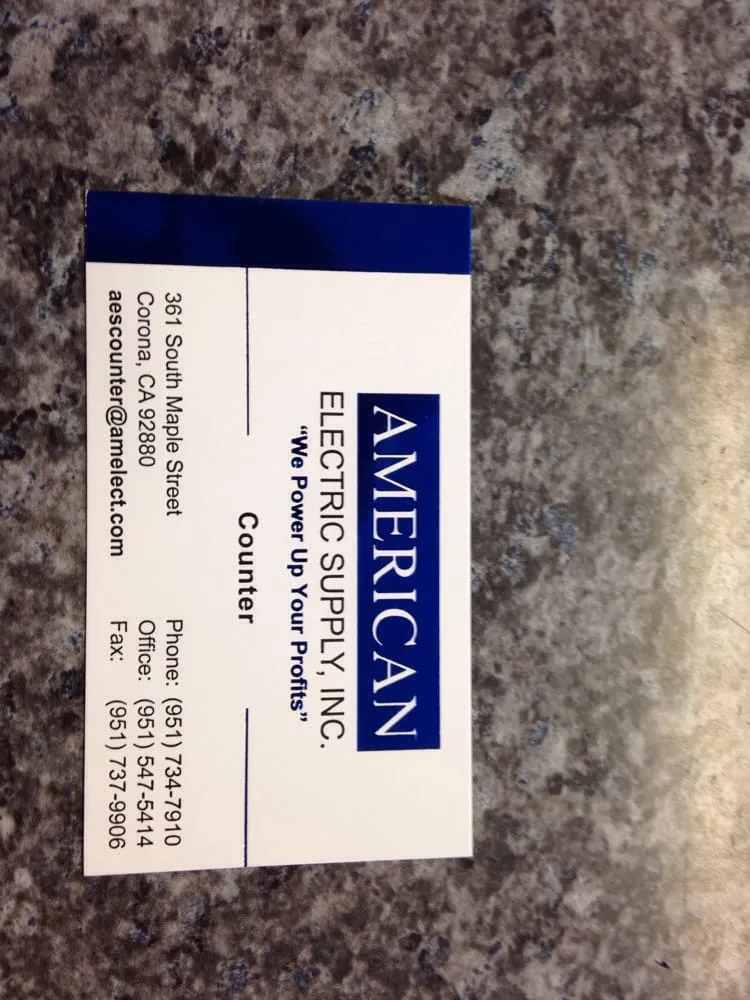 AMERICAN
ELECTRIC SUPPLY, INC.
“We Power Up Your Profits”
Counter
361 South Maple Street
Corona, CA 92880
aescounter@amelect.com
Phone: (951) 734-7910
Office: (951) 547-5414
Fax: (951) 737-9906